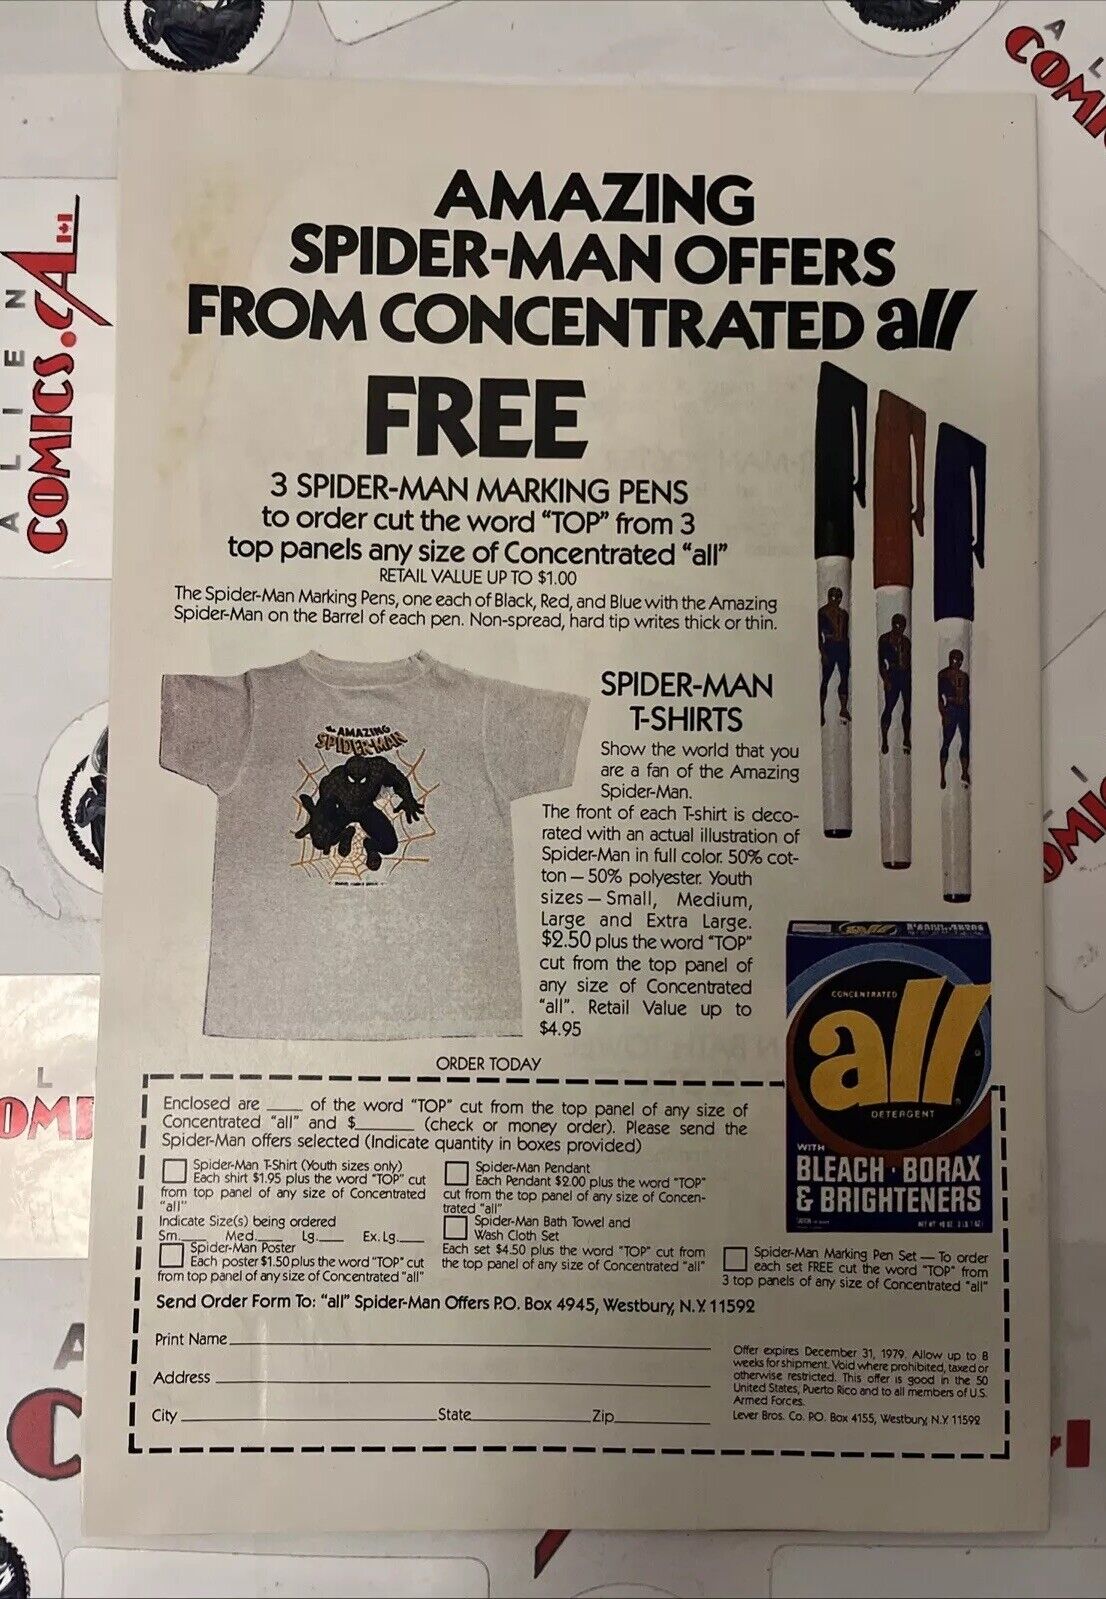 AMAZING
SPIDER-MAN OFFERS
FROM CONCENTRATED all
FREE
3 SPIDER-MAN MARKING PENS
to order cut the word “TOP” from 3
top panels any size of Concentrated “all”
RETAIL VALUE UP TO $1.00
The Spider-Man Marking Pens, one each of Black, Red, and Blue with the Amazing
Spider-Man on the Barrel of each pen. Non-spread, hard tip writes thick or thin.
the AMAZING
SPIDER-MAN
SPIDER-MAN
T-SHIRTS
Show the world that you
are a fan of the Amazing
Spider-Man.
The front of each T-shirt is deco-
rated with an actual illustration of
Spider-Man in full color. 50% cot-
ton — 50% polyester. Youth
sizes — Small, Medium,
Large and Extra Large.
$2.50 plus the word “TOP”
cut from the top panel of
any size of Concentrated
“all”. Retail Value up to
$4.95
CONCENTRATED
all
DETERGENT
WITH
BLEACH · BORAX
& BRIGHTENERS
ORDER TODAY
Enclosed are ____ of the word “TOP” cut from the top panel of any size of
Concentrated “all” and $______ (check or money order). Please send the
Spider-Man offers selected (Indicate quantity in boxes provided)
Spider-Man T-Shirt (Youth sizes only)
Each shirt $1.95 plus the word “TOP” cut
from top panel of any size of Concentrated
“all”
Indicate Size(s) being ordered
Sm.____ Med.____ Lg.____ Ex. Lg.____
Spider-Man Poster
Each poster $1.50 plus the word “TOP” cut
from top panel of any size of Concentrated “all”
Spider-Man Pendant
Each Pendant $2.00 plus the word “TOP”
cut from the top panel of any size of Concen-
trated “all”
Spider-Man Bath Towel and
Wash Cloth Set
Each set $4.50 plus the word “TOP” cut from
the top panel of any size of Concentrated “all”
Spider-Man Marking Pen Set — To order
each set FREE cut the word “TOP” from
3 top panels of any size of Concentrated “all”
Send Order Form To: “all” Spider-Man Offers P.O. Box 4945, Westbury, N.Y. 11592
Print Name
Address
City State Zip
Offer expires December 31, 1979. Allow up to 8
weeks for shipment. Void where prohibited, taxed or
otherwise restricted. This offer is good in the 50
United States, Puerto Rico and to all members of U.S.
Armed Forces.
Lever Bros. Co. P.O. Box 4155, Westbury, N.Y. 11592
ALIEN
COMICS.CA